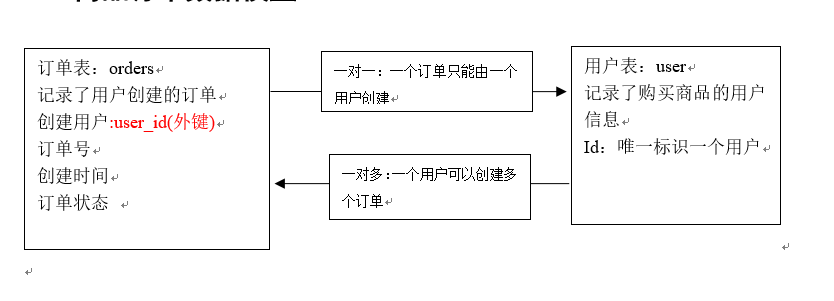 订单表：orders
记录了用户创建的订单
创建用户:user_id(外键)
订单号
创建时间
订单状态
一对一：一个订单只能由一个
用户创建
一对多：一个用户可以创建多
个订单
用户表：user
记录了购买商品的用户
信息
Id：唯一标识一个用户